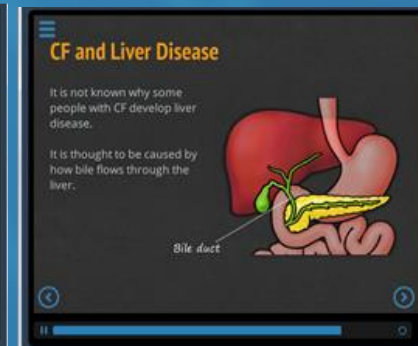 CF and Liver Disease
It is not known why some
people with CF develop liver
disease.
It is thought to be caused by
how bile flows through the
liver.
Bile duct